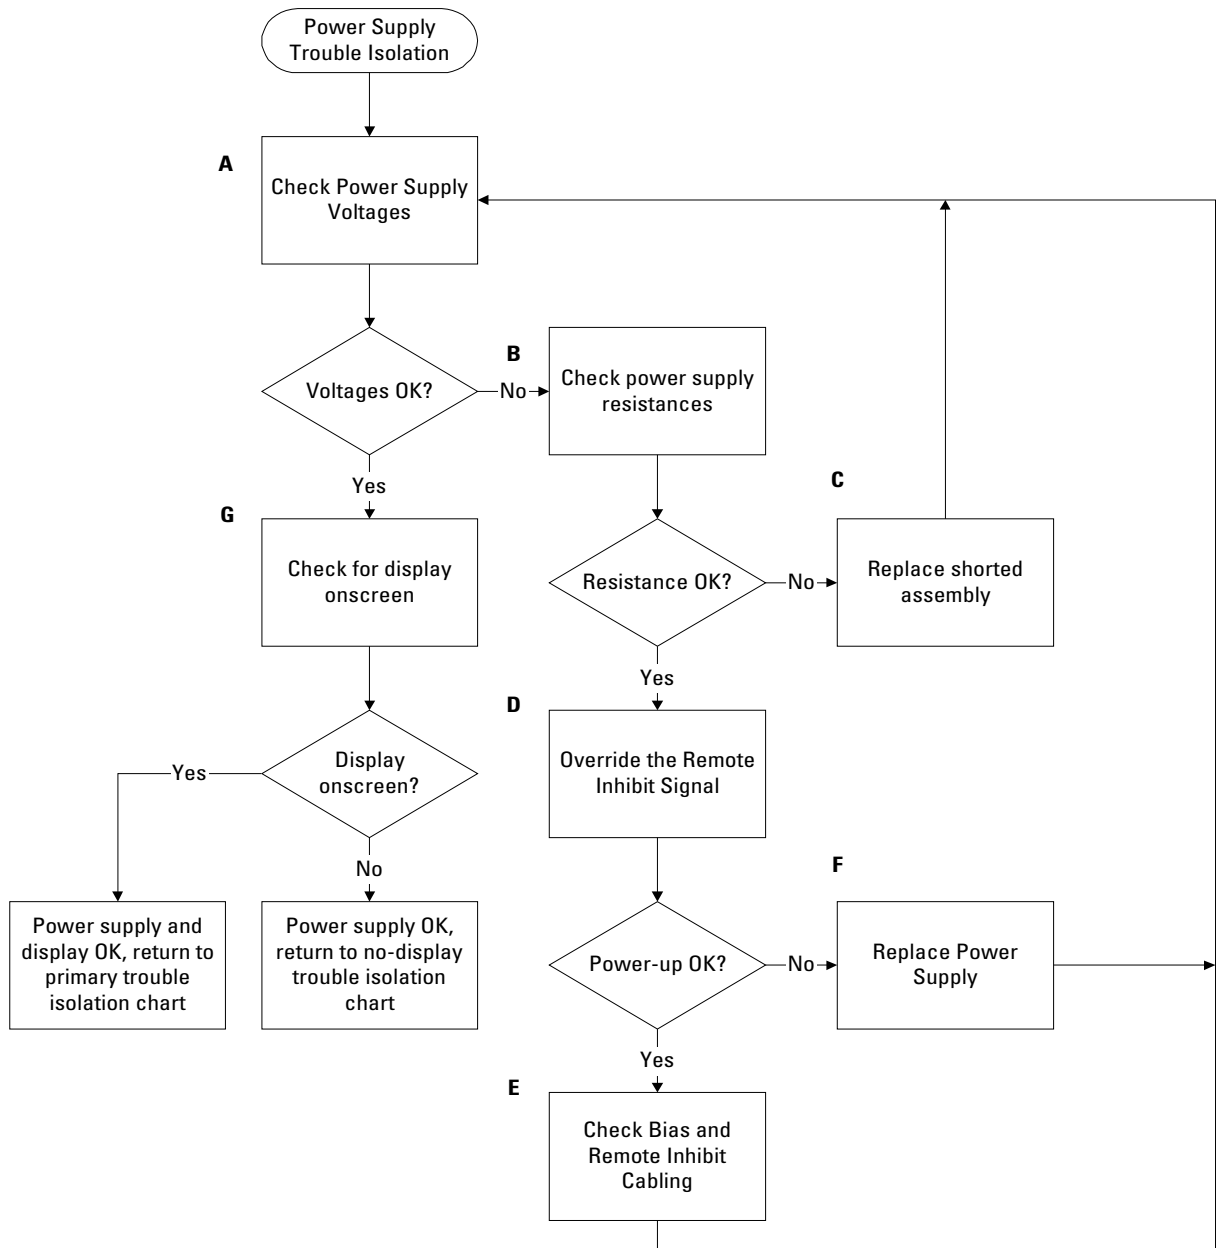 Power Supply
Trouble Isolation
A
Check Power Supply
Voltages
Voltages OK?
No
B
Check power supply
resistances
Yes
G
Check for display
onscreen
Resistance OK?
No
C
Replace shorted
assembly
Yes
D
Override the Remote
Inhibit Signal
Display
onscreen?
Yes
No
Power supply and
display OK, return to
primary trouble
isolation chart
Power supply OK,
return to no-display
trouble isolation
chart
Power-up OK?
No
F
Replace Power
Supply
Yes
E
Check Bias and
Remote Inhibit
Cabling